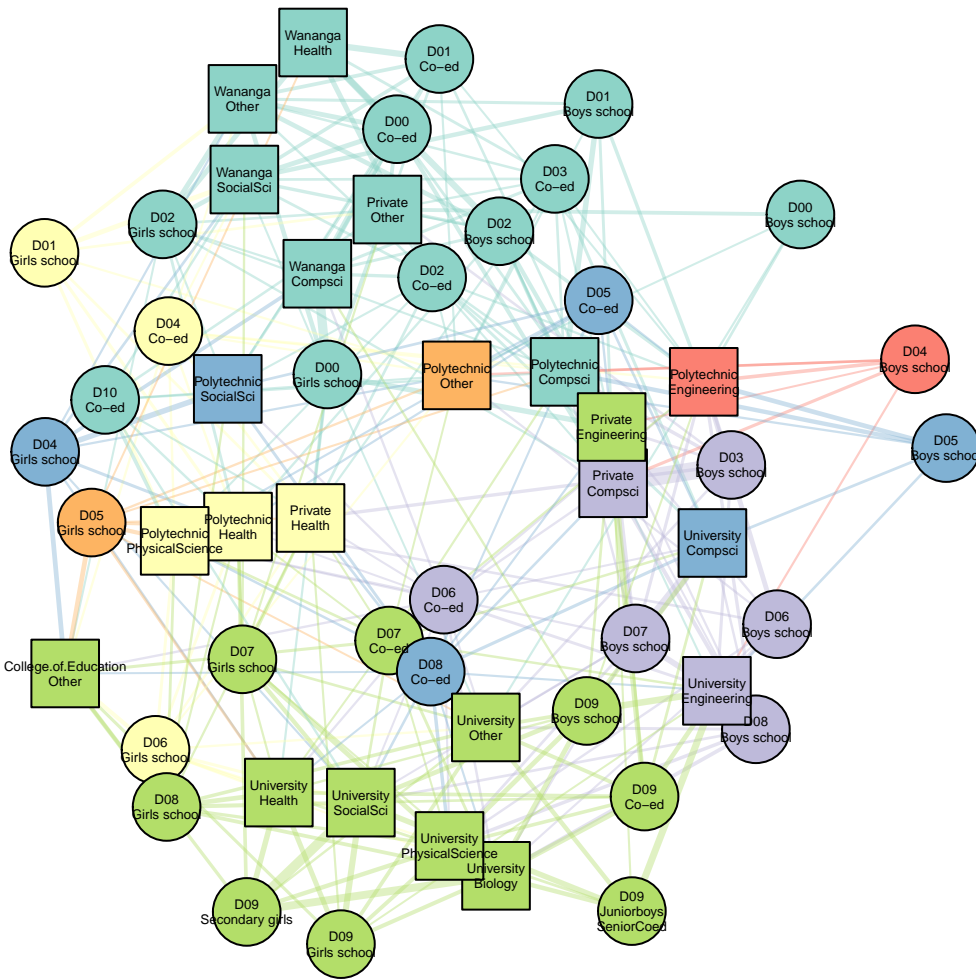 Wananga
Health
D01
Co−ed
Wananga
Other
D01
Boys school
D00
Co−ed
Wananga
SocialSci
D03
Co−ed
D02
Girls school
Private
Other
D02
Boys school
D00
Boys school
D01
Girls school
Wananga
Compsci
D02
Co−ed
D05
Co−ed
D04
Co−ed
D00
Girls school
Polytechnic
SocialSci
Polytechnic
Other
Polytechnic
Compsci
Polytechnic
Engineering
D04
Boys school
D10
Co−ed
Private
Engineering
D04
Girls school
D05
Boys school
D03
Boys school
Private
Compsci
D05
Girls school
Polytechnic
PhysicalScience
Polytechnic
Health
Private
Health
University
Compsci
D06
Co−ed
D07
Co−ed
D08
Co−ed
D07
Boys school
D06
Boys school
College.of.Education
Other
D07
Girls school
University
Engineering
D09
Boys school
University
Other
D08
Boys school
D06
Girls school
D08
Girls school
University
Health
University
SocialSci
D09
Co−ed
University
PhysicalScience
University
Biology
D09
Secondary girls
D09
Girls school
D09
Juniorboys
SeniorCoed